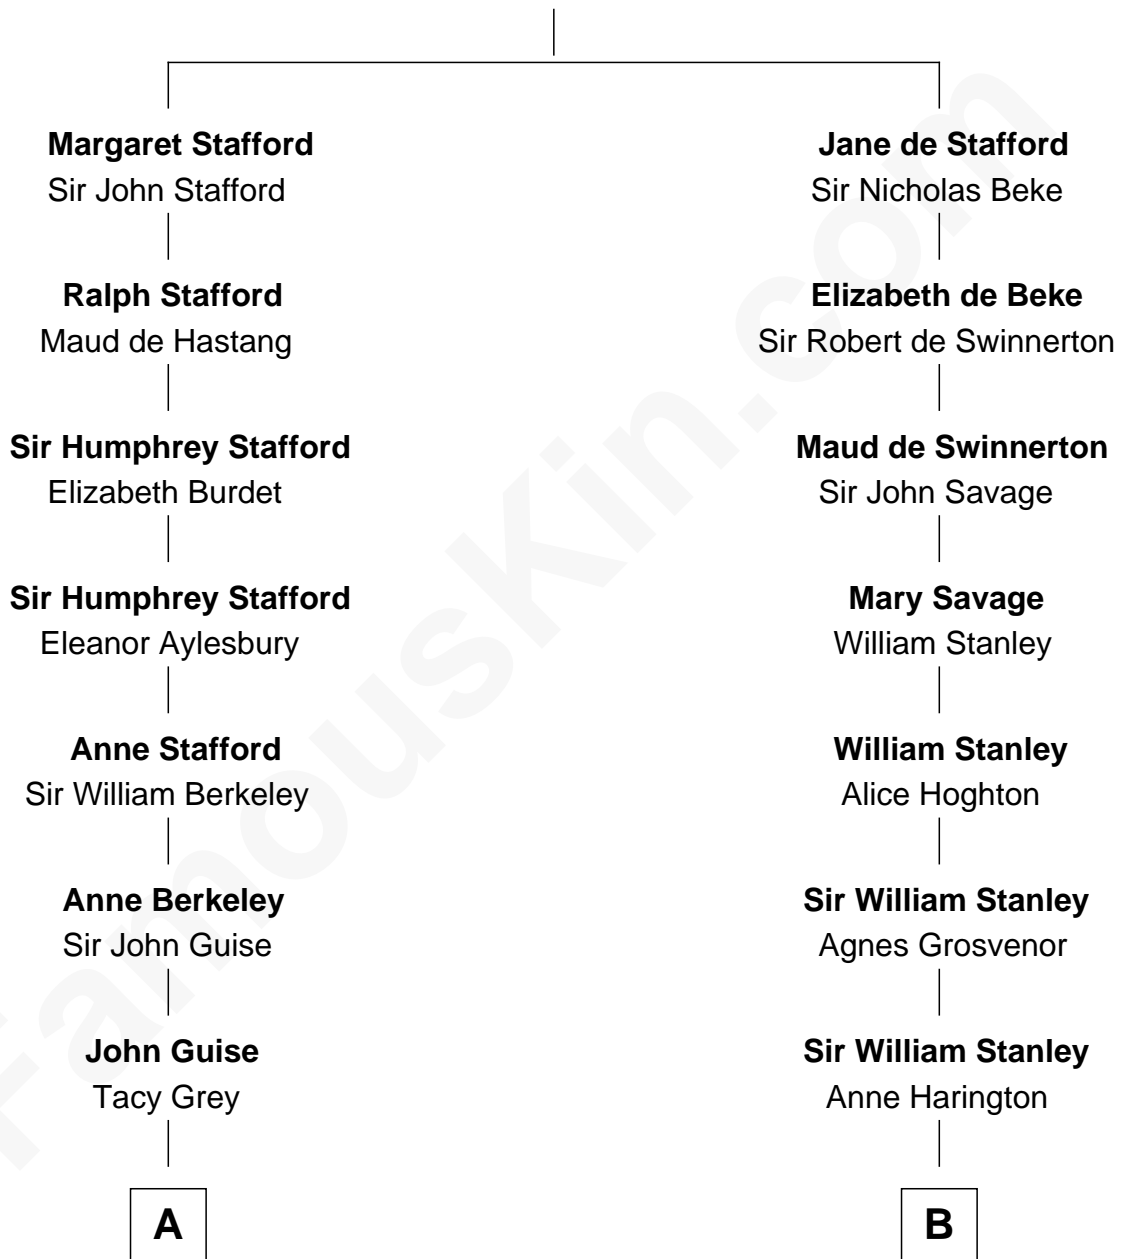 Margaret Stafford
Sir John Stafford
Jane de Stafford
Sir Nicholas Beke
Ralph Stafford
Maud de Hastang
Elizabeth de Beke
Sir Robert de Swinnerton
Sir Humphrey Stafford
Elizabeth Burdet
Maud de Swinnerton
Sir John Savage
Sir Humphrey Stafford
Eleanor Aylesbury
Mary Savage
William Stanley
Anne Stafford
Sir William Berkeley
William Stanley
Alice Hoghton
Anne Berkeley
Sir John Guise
Sir William Stanley
Agnes Grosvenor
John Guise
Tacy Grey
Sir William Stanley
Anne Harington
A
B
FamousKin.com